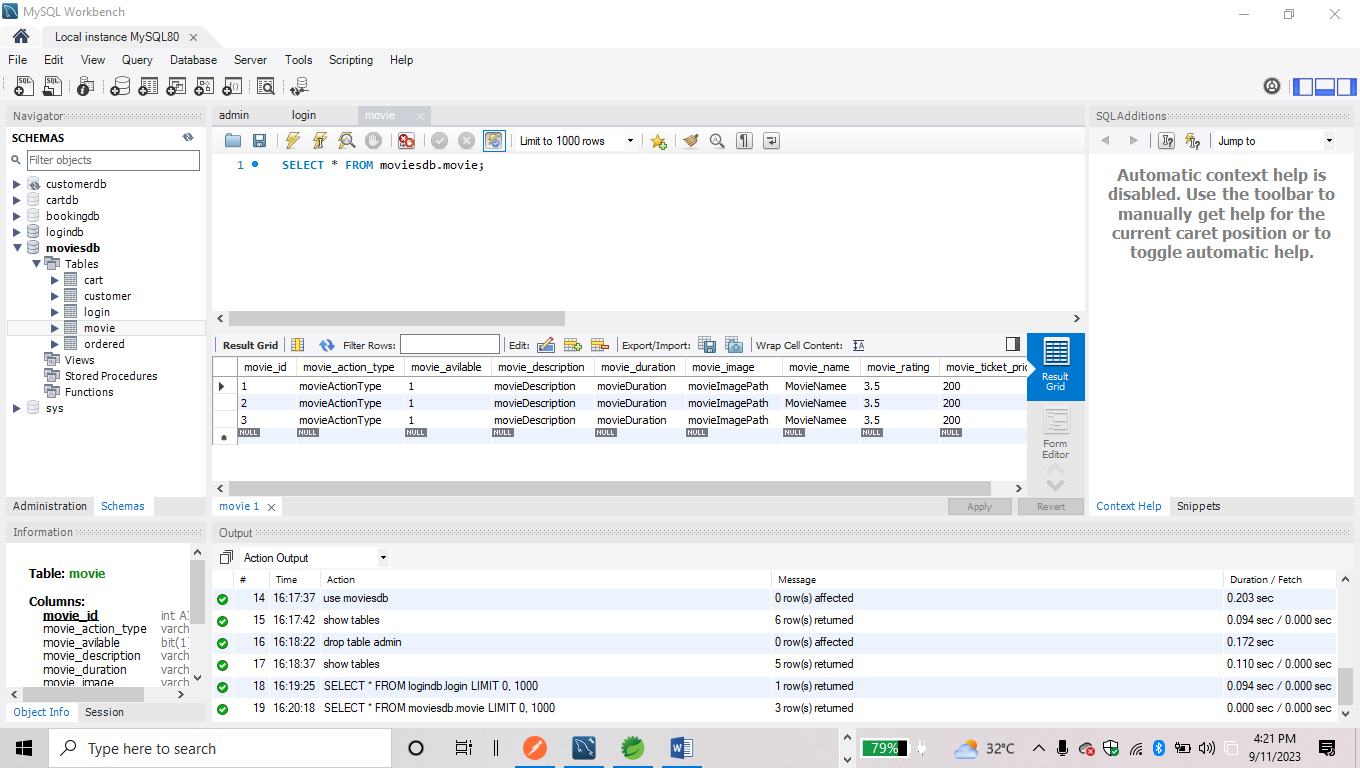 MySQL Workbench
Local instance MySQL80
File Edit View Query Database Server Tools Scripting Help
Navigator
SCHEMAS
Filter objects
customerdb
cartdb
bookingdb
logindb
moviesdb
Tables
cart
customer
login
movie
ordered
Views
Stored Procedures
Functions
sys
Administration Schemas
Information
Table: movie
Columns:
movie_id int AI
movie_action_type varch
movie_avilable bit(1)
movie_description varch
movie_duration varch
movie_image varch
Object Info Session
admin login movie
Limit to 1000 rows
1 SELECT * FROM moviesdb.movie;
Result Grid Filter Rows: Edit: Export/Import: Wrap Cell Content:
movie_id movie_action_type movie_avilable movie_description movie_duration movie_image movie_name movie_rating movie_ticket_pric
1 movieActionType 1 movieDescription movieDuration movieImagePath MovieNamee 3.5 200
2 movieActionType 1 movieDescription movieDuration movieImagePath MovieNamee 3.5 200
3 movieActionType 1 movieDescription movieDuration movieImagePath MovieNamee 3.5 200
NULL NULL NULL NULL NULL NULL NULL NULL NULL
Result
Grid
Form
Editor
movie 1 Apply Revert
SQLAdditions
Jump to
Automatic context help is
disabled. Use the toolbar to
manually get help for the
current caret position or to
toggle automatic help.
Context Help Snippets
Output
Action Output
# Time Action Message Duration / Fetch
14 16:17:37 use moviesdb 0 row(s) affected 0.203 sec
15 16:17:42 show tables 6 row(s) returned 0.094 sec / 0.000 sec
16 16:18:22 drop table admin 0 row(s) affected 0.172 sec
17 16:18:37 show tables 5 row(s) returned 0.110 sec / 0.000 sec
18 16:19:25 SELECT * FROM logindb.login LIMIT 0, 1000 1 row(s) returned 0.094 sec / 0.000 sec
19 16:20:18 SELECT * FROM moviesdb.movie LIMIT 0, 1000 3 row(s) returned 0.000 sec / 0.000 sec
Type here to search
79%
32°C
4:21 PM
9/11/2023